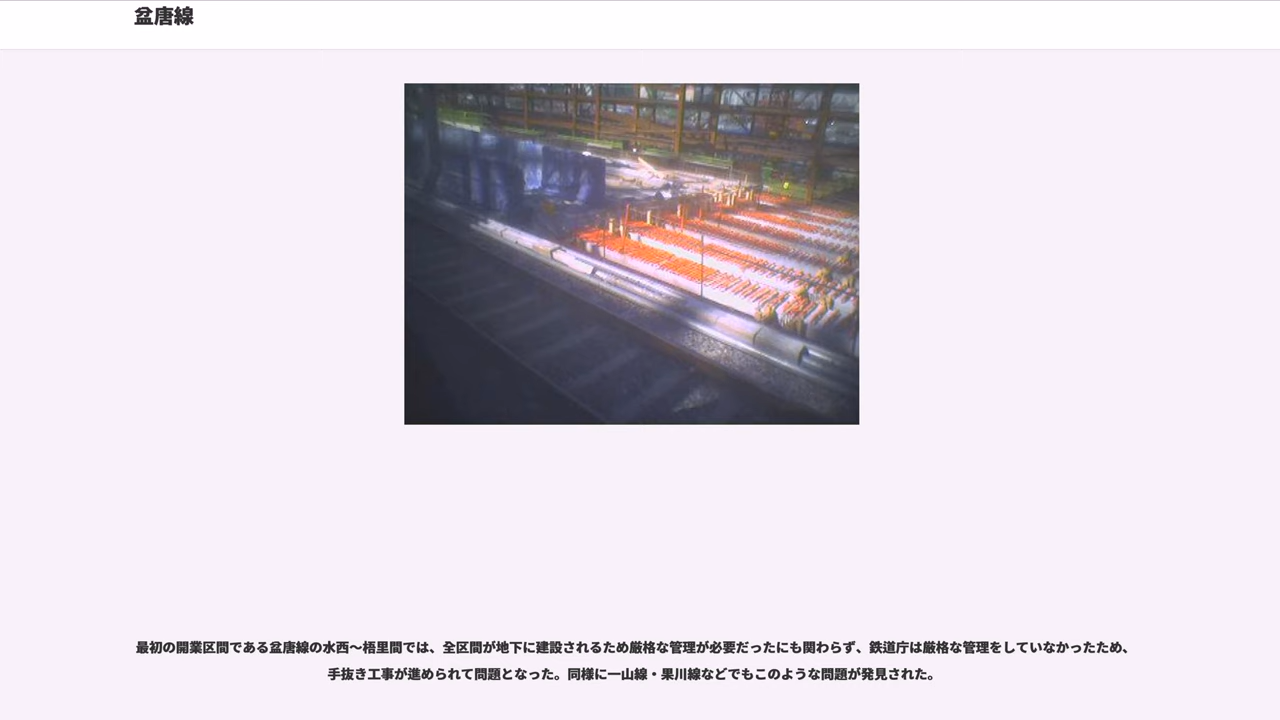 盆唐線
最初の開業区間である盆唐線の水西〜梧里間では、全区間が地下に建設されるため厳格な管理が必要だったにも関わらず、鉄道庁は厳格な管理をしていなかったため、
手抜き工事が進められて問題となった。同様に一山線・果川線などでもこのような問題が発見された。